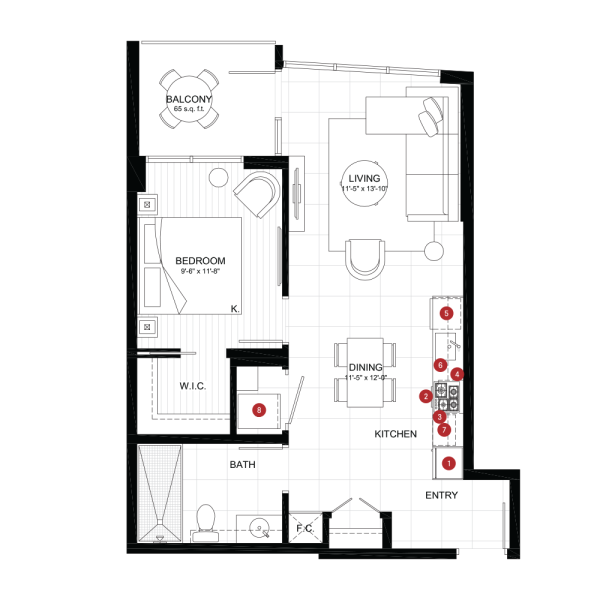 BALCONY
65 s.q. f.t.
LIVING
11'-5" x 13'-10"
BEDROOM
9'-6" x 11'-8"
K.
5
6
4
DINING
11'-5" x 12'-0"
2
W.I.C.
8
3
7
KITCHEN
1
BATH
ENTRY
F.C.